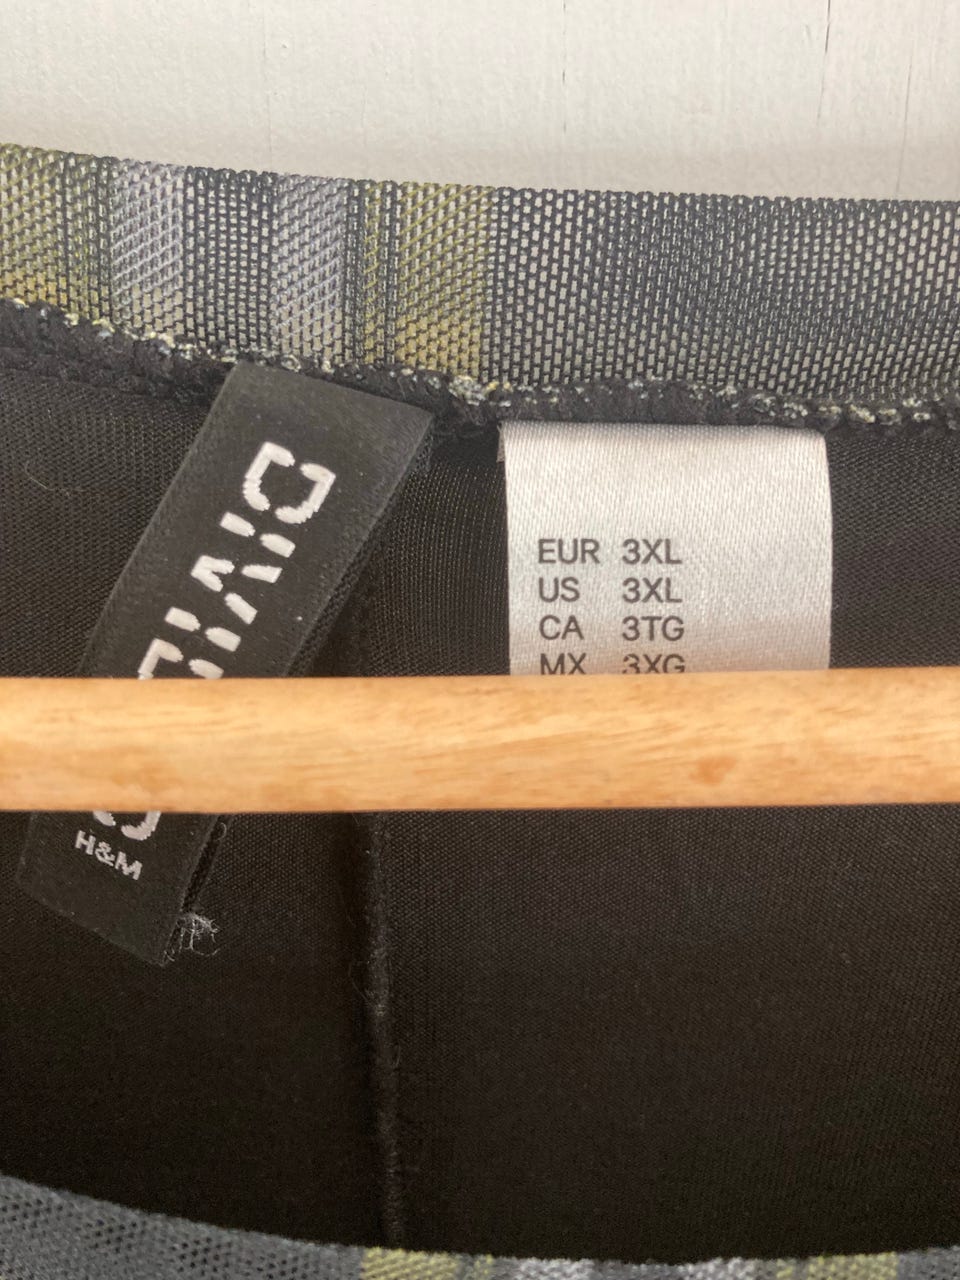 H&M
EUR 3XL
US 3XL
CA 3TG
MX 3XG